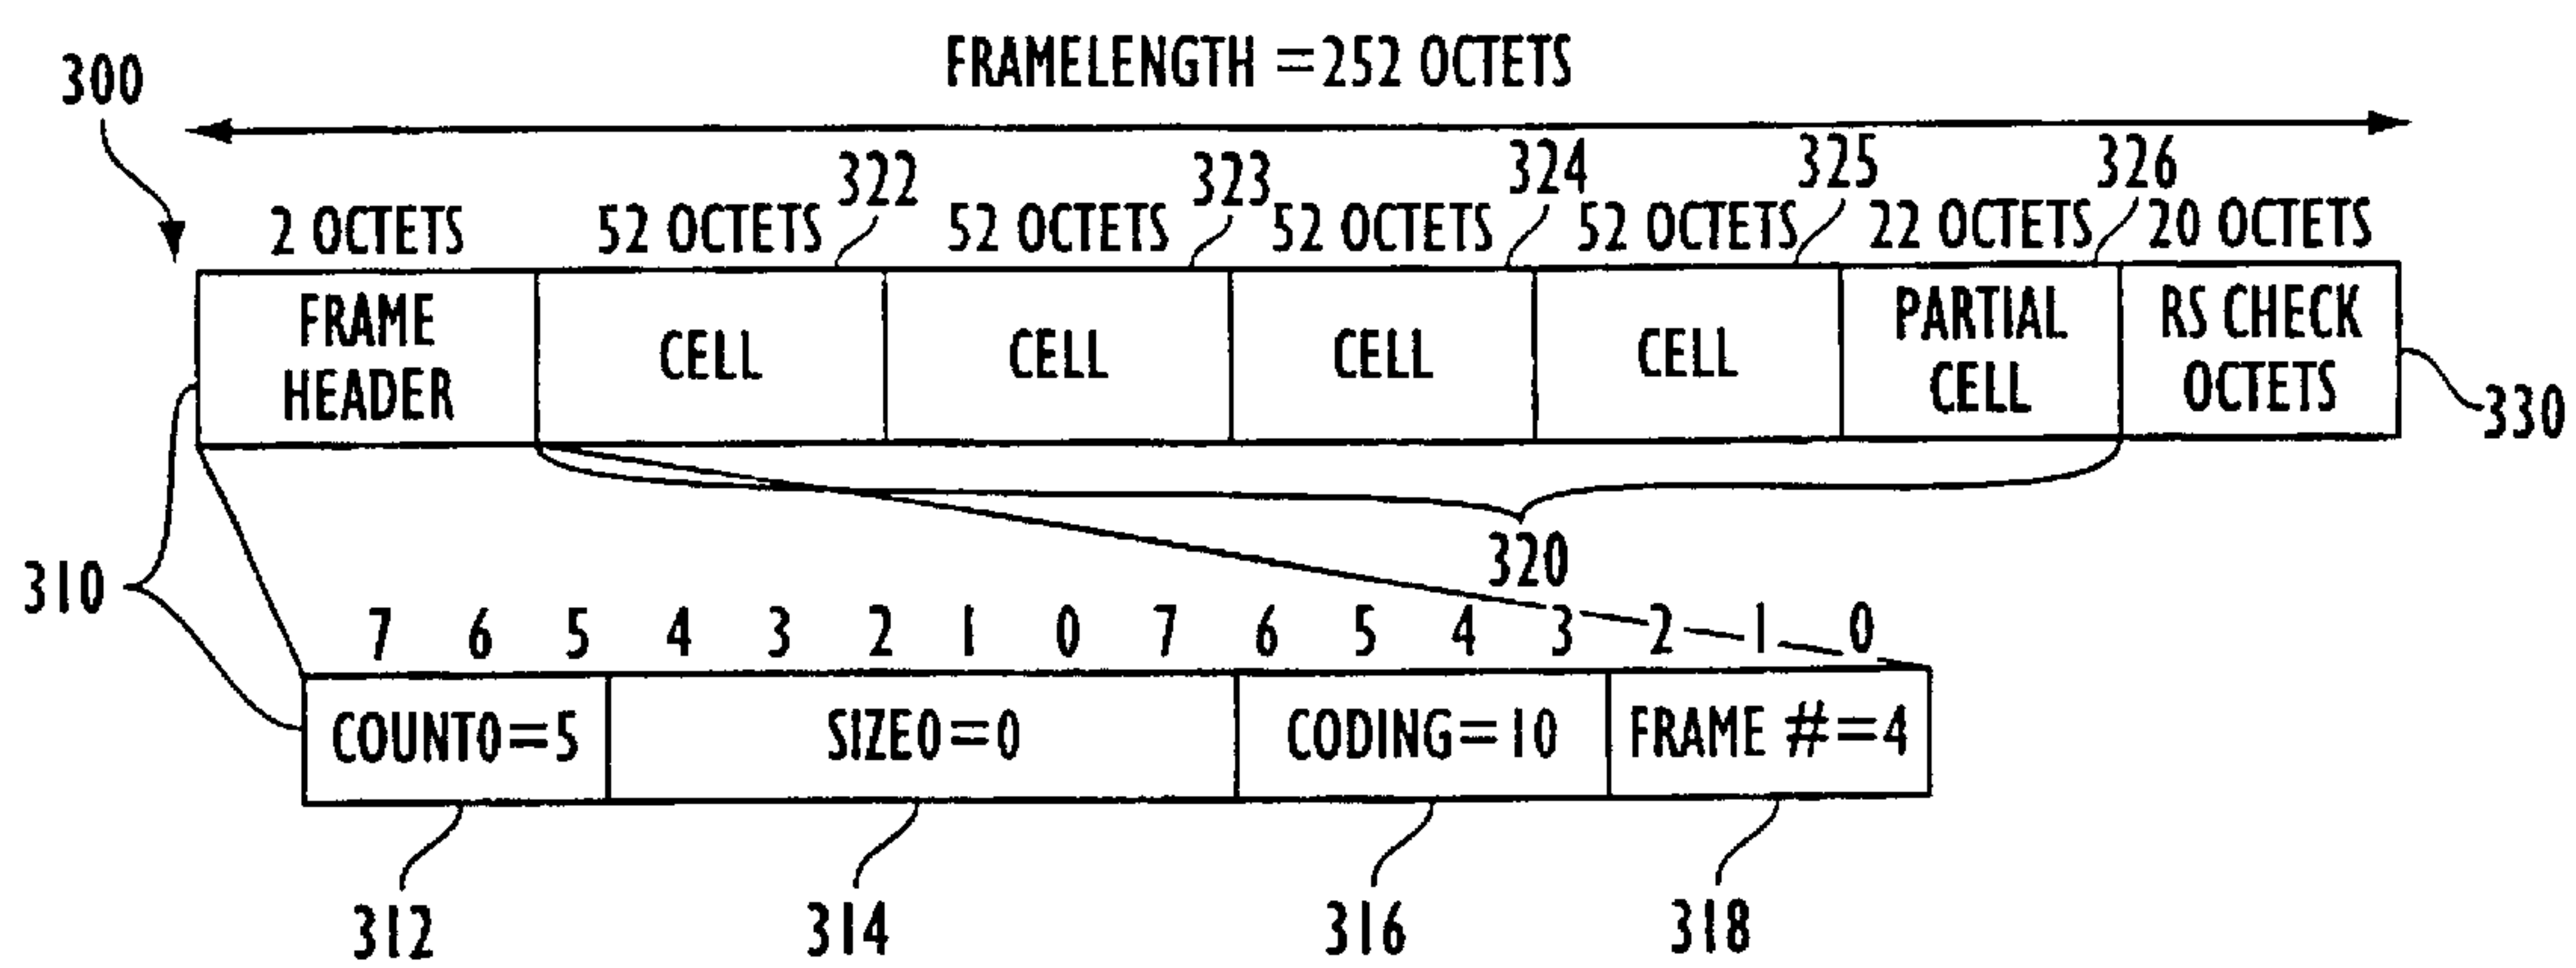 FRAMELENGTH = 252 OCTETS
300
322 323 324 325 326
2 OCTETS 52 OCTETS 52 OCTETS 52 OCTETS 52 OCTETS 22 OCTETS 20 OCTETS
FRAME HEADER CELL CELL CELL CELL PARTIAL CELL RS CHECK OCTETS
330
320
310
7 6 5 4 3 2 1 0 7 6 5 4 3 2 1 0
COUNT0=5 SIZE0=0 CODING=10 FRAME #=4
312 314 316 318